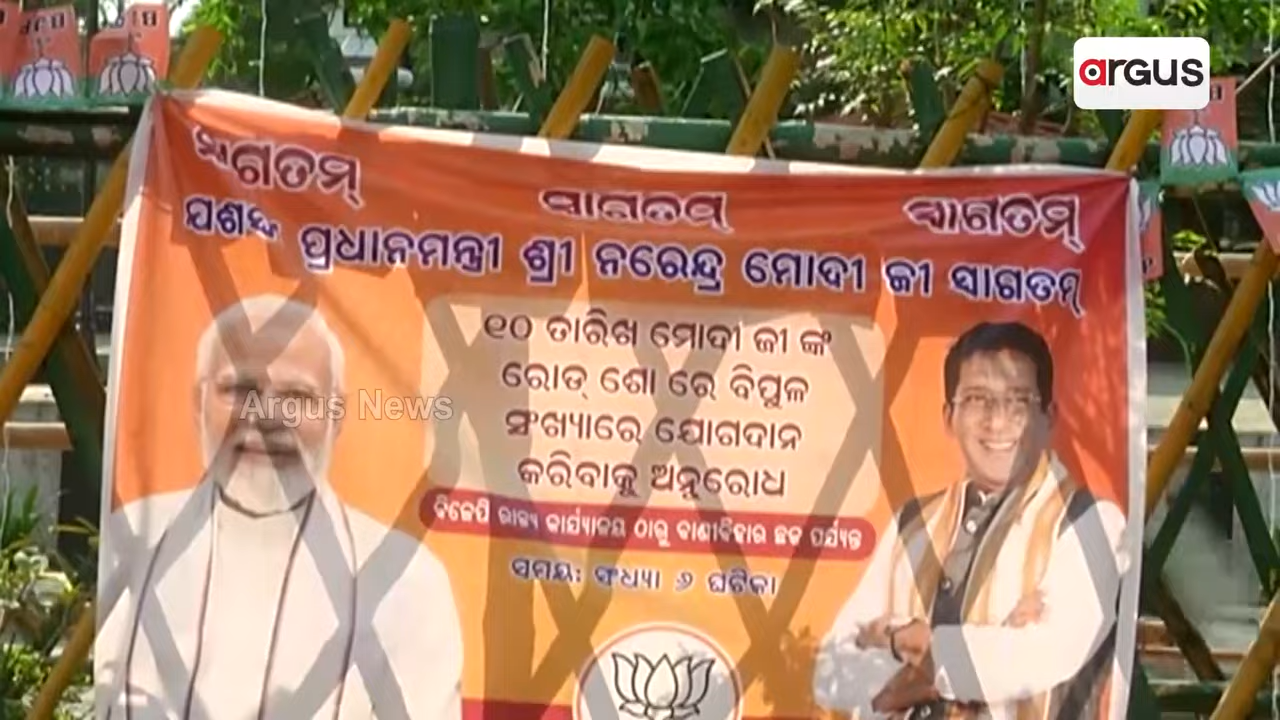 argus
ସ୍ୱାଗତମ୍ ସ୍ୱାଗତମ୍ ସ୍ୱାଗତମ୍
ଯଶସ୍ୱୀ ପ୍ରଧାନମନ୍ତ୍ରୀ ଶ୍ରୀ ନରେନ୍ଦ୍ର ମୋଦୀ ଜୀ ସ୍ୱାଗତମ୍
୧୦ ତାରିଖ ମୋଦୀ ଜୀ ଙ୍କ
ରୋଡ୍ ଶୋ ରେ ବିପୁଳ
ସଂଖ୍ୟାରେ ଯୋଗଦାନ
କରିବାକୁ ଅନୁରୋଧ
ବିଜେପି ରାଜ୍ୟ କାର୍ଯ୍ୟାଳୟ ଠାରୁ ବାଣୀବିହାର ଛକ ପର୍ଯ୍ୟନ୍ତ
ସମୟ: ସଂଧ୍ୟା ୬ ଘଟିକା
Argus News